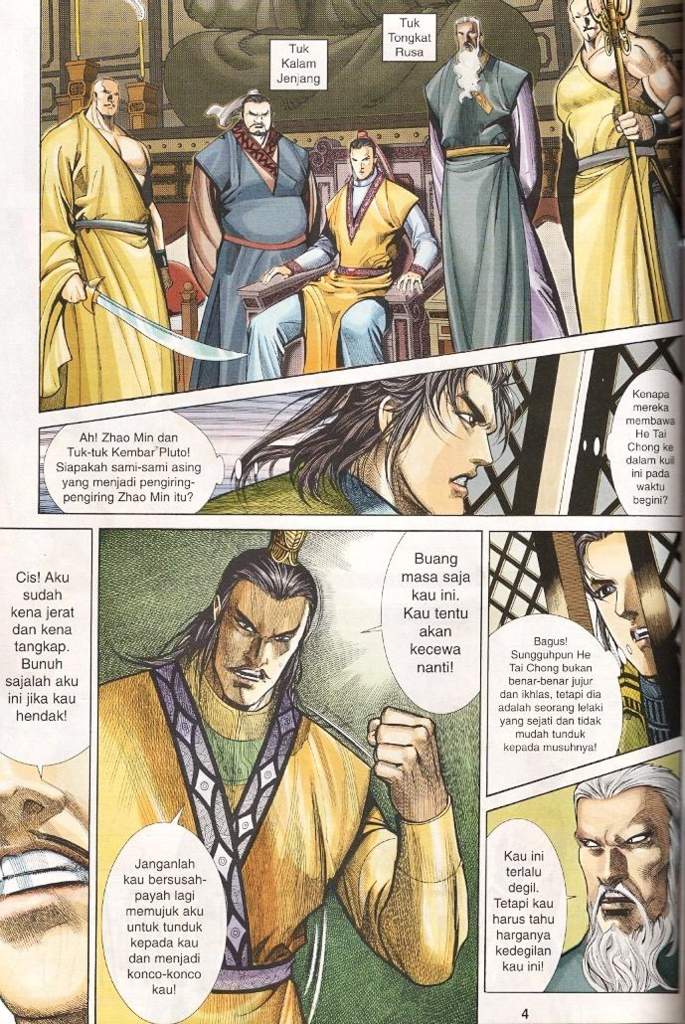 Tuk
Kalam
Jenjang
Tuk
Tongkat
Rusa
Ah! Zhao Min dan
Tuk-tuk Kembar Pluto!
Siapakah sami-sami asing
yang menjadi pengiring-
pengiring Zhao Min itu?
Kenapa
mereka
membawa
He Tai
Chong ke
dalam kuil
ini pada
waktu
begini?
Cis! Aku
sudah
kena jerat
dan kena
tangkap.
Bunuh
sajalah aku
ini jika kau
hendak!
Buang
masa saja
kau ini.
Kau tentu
akan
kecewa
nanti!
Janganlah
kau bersusah-
payah lagi
memujuk aku
untuk tunduk
kepada kau
dan menjadi
konco-konco
kau!
Bagus!
Sungguhpun He
Tai Chong bukan
benar-benar jujur
dan ikhlas, tetapi dia
adalah seorang lelaki
yang sejati dan tidak
mudah tunduk
kepada musuhnya!
Kau ini
terlalu
degil.
Tetapi kau
harus tahu
harganya
kedegilan
kau ini!
4